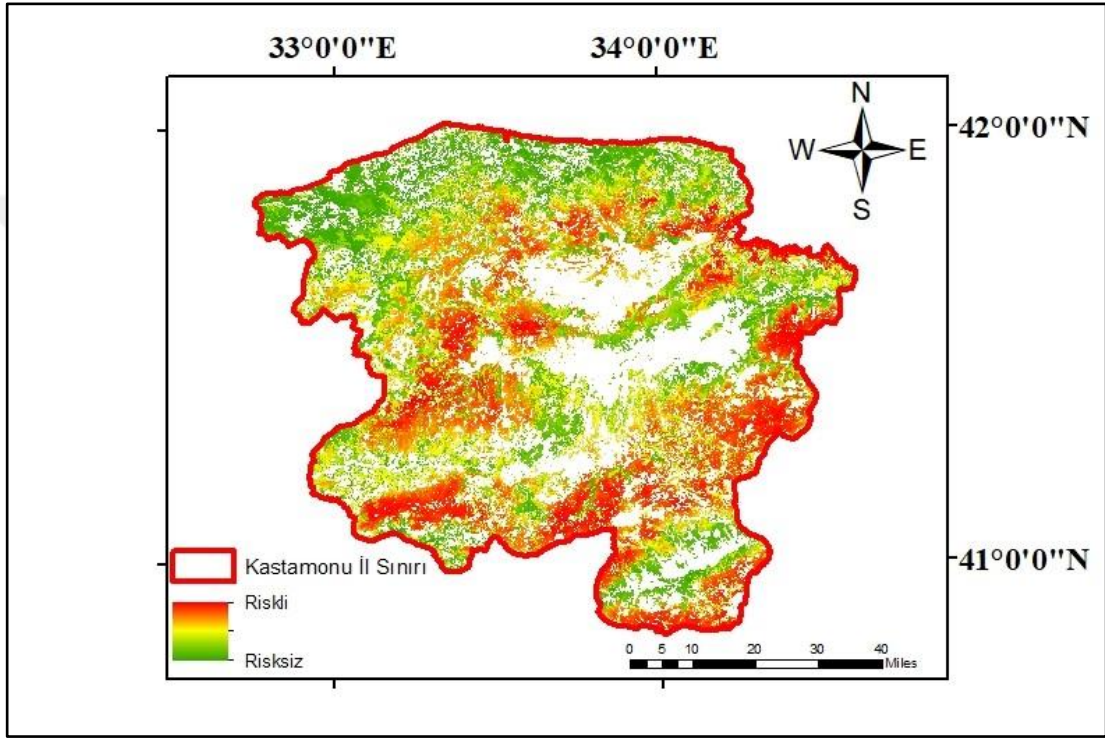 33°0'0"E 34°0'0"E
42°0'0"N
N
W E
S
41°0'0"N
Kastamonu İl Sınırı
Riskli
Risksiz
0 5 10 20 30 40
Miles